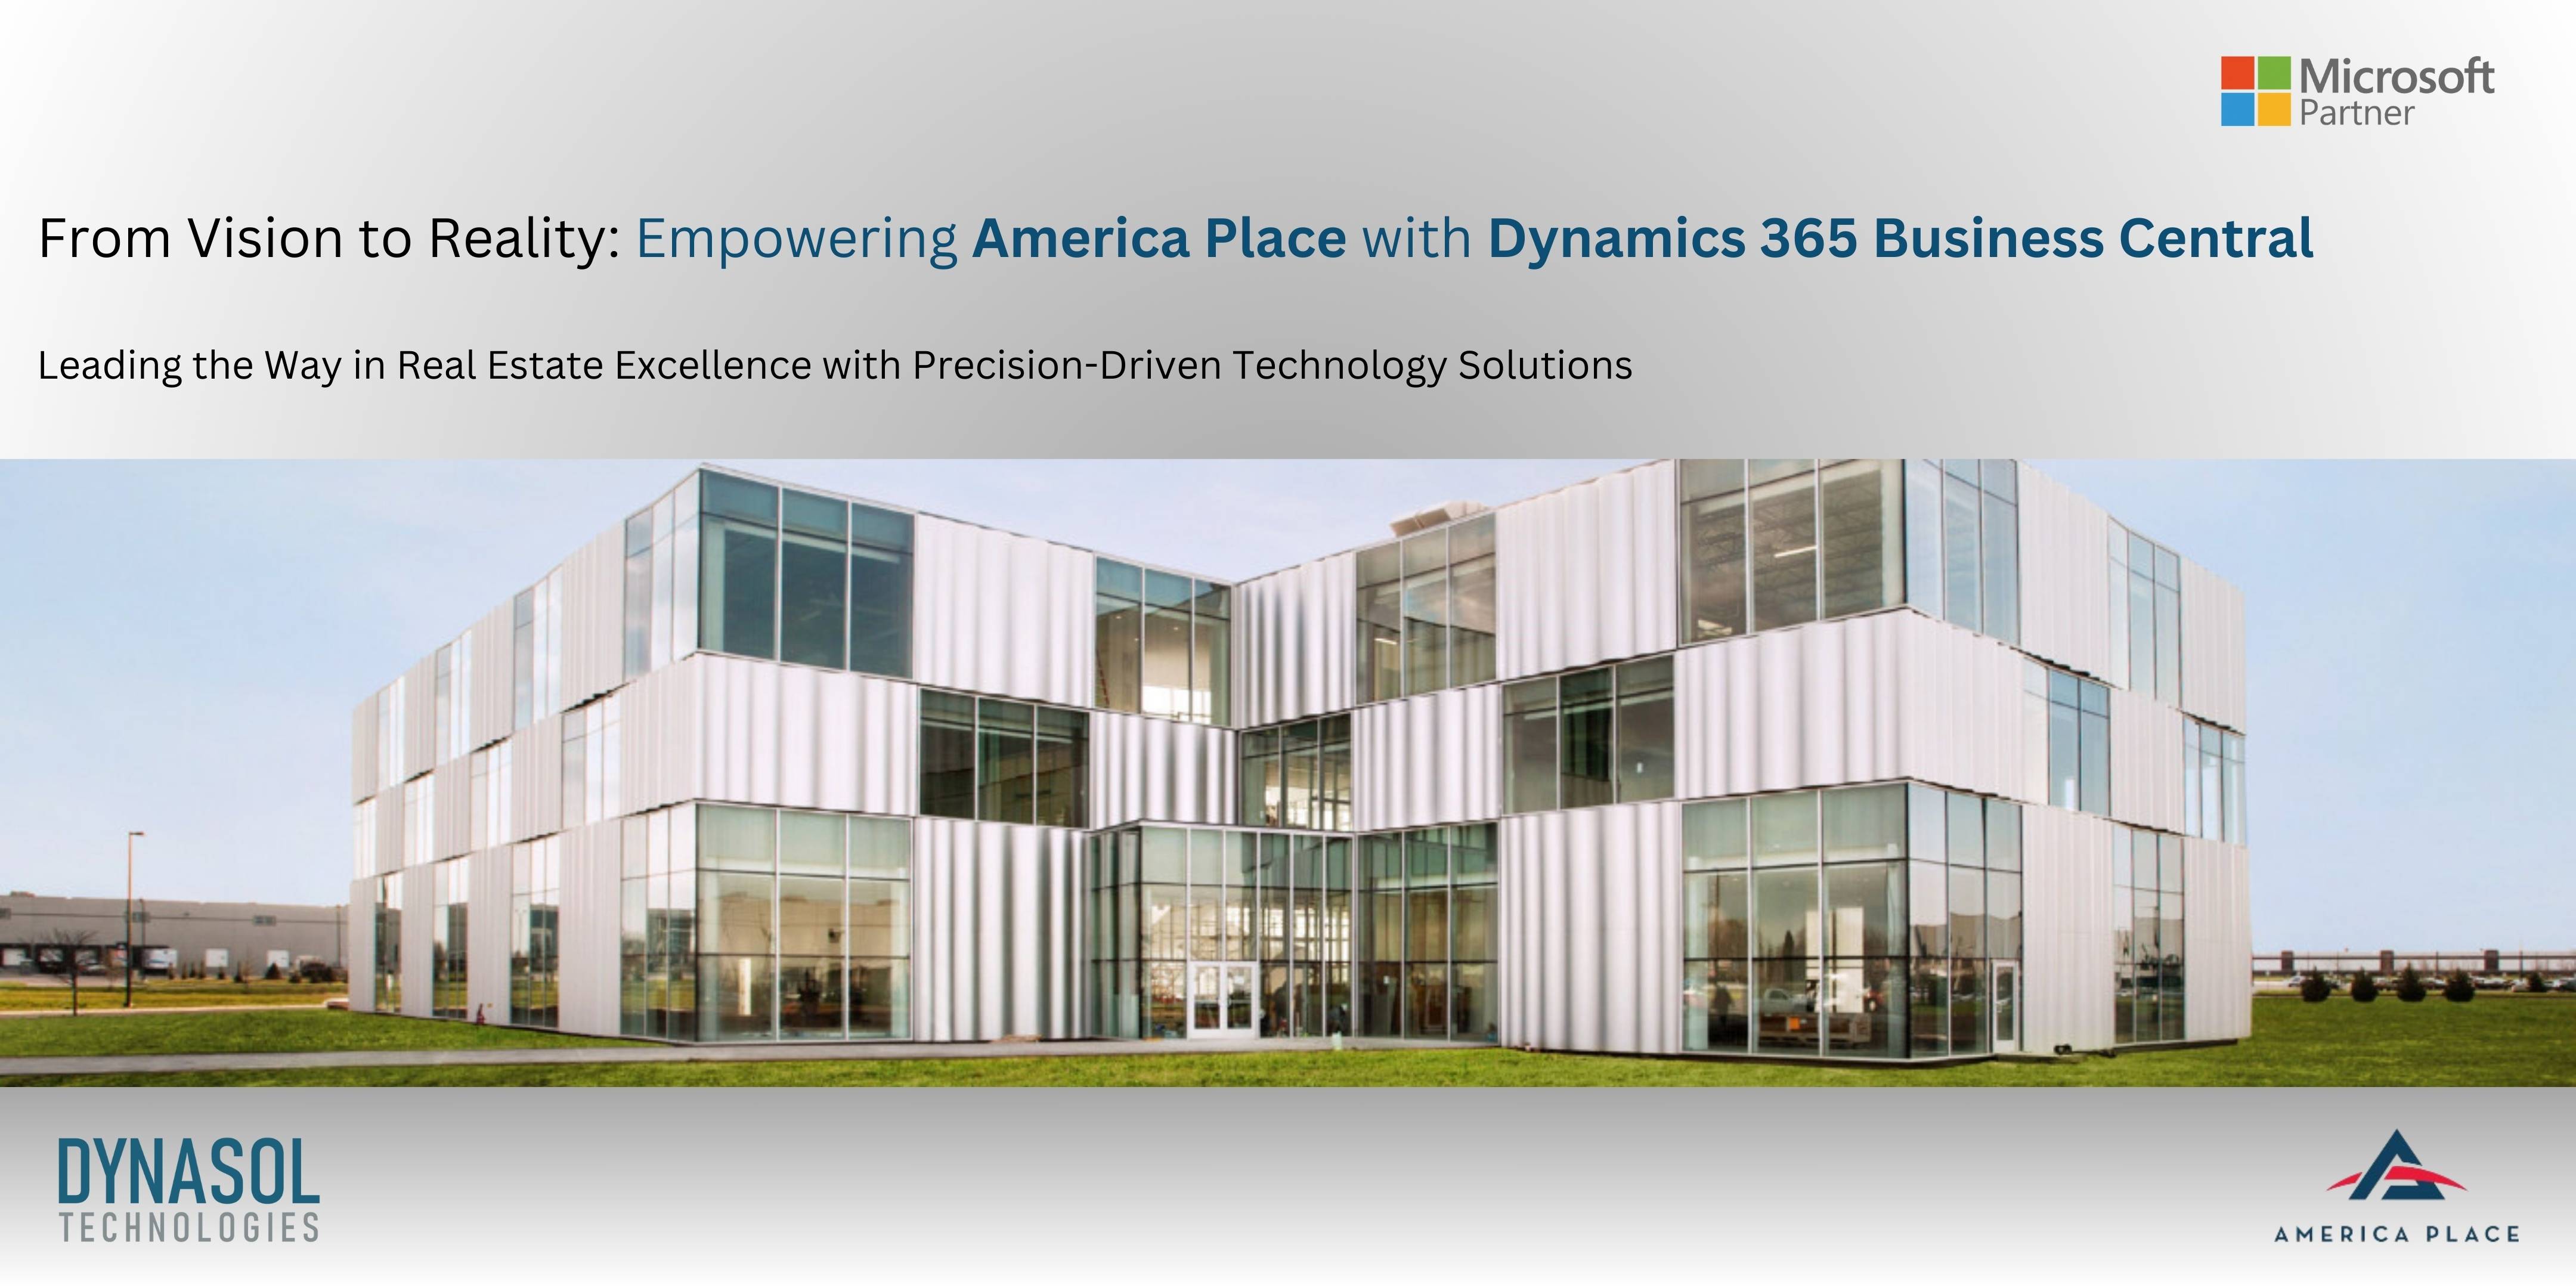 Microsoft
Partner
From Vision to Reality: Empowering America Place with Dynamics 365 Business Central
Leading the Way in Real Estate Excellence with Precision-Driven Technology Solutions
DYNASOL
TECHNOLOGIES
AMERICA PLACE